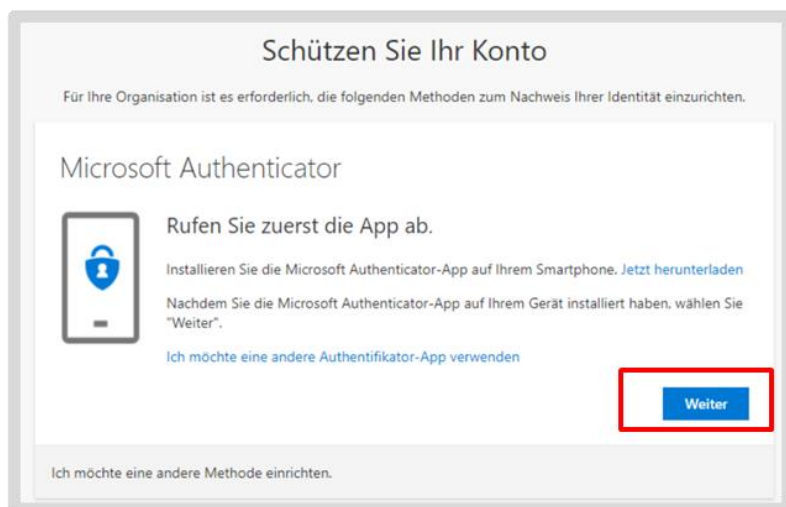 Schützen Sie Ihr Konto
Für Ihre Organisation ist es erforderlich, die folgenden Methoden zum Nachweis Ihrer Identität einzurichten.
Microsoft Authenticator
Rufen Sie zuerst die App ab.
Installieren Sie die Microsoft Authenticator-App auf Ihrem Smartphone. Jetzt herunterladen
Nachdem Sie die Microsoft Authenticator-App auf Ihrem Gerät installiert haben, wählen Sie
"Weiter".
Ich möchte eine andere Authentifikator-App verwenden
Weiter
Ich möchte eine andere Methode einrichten.